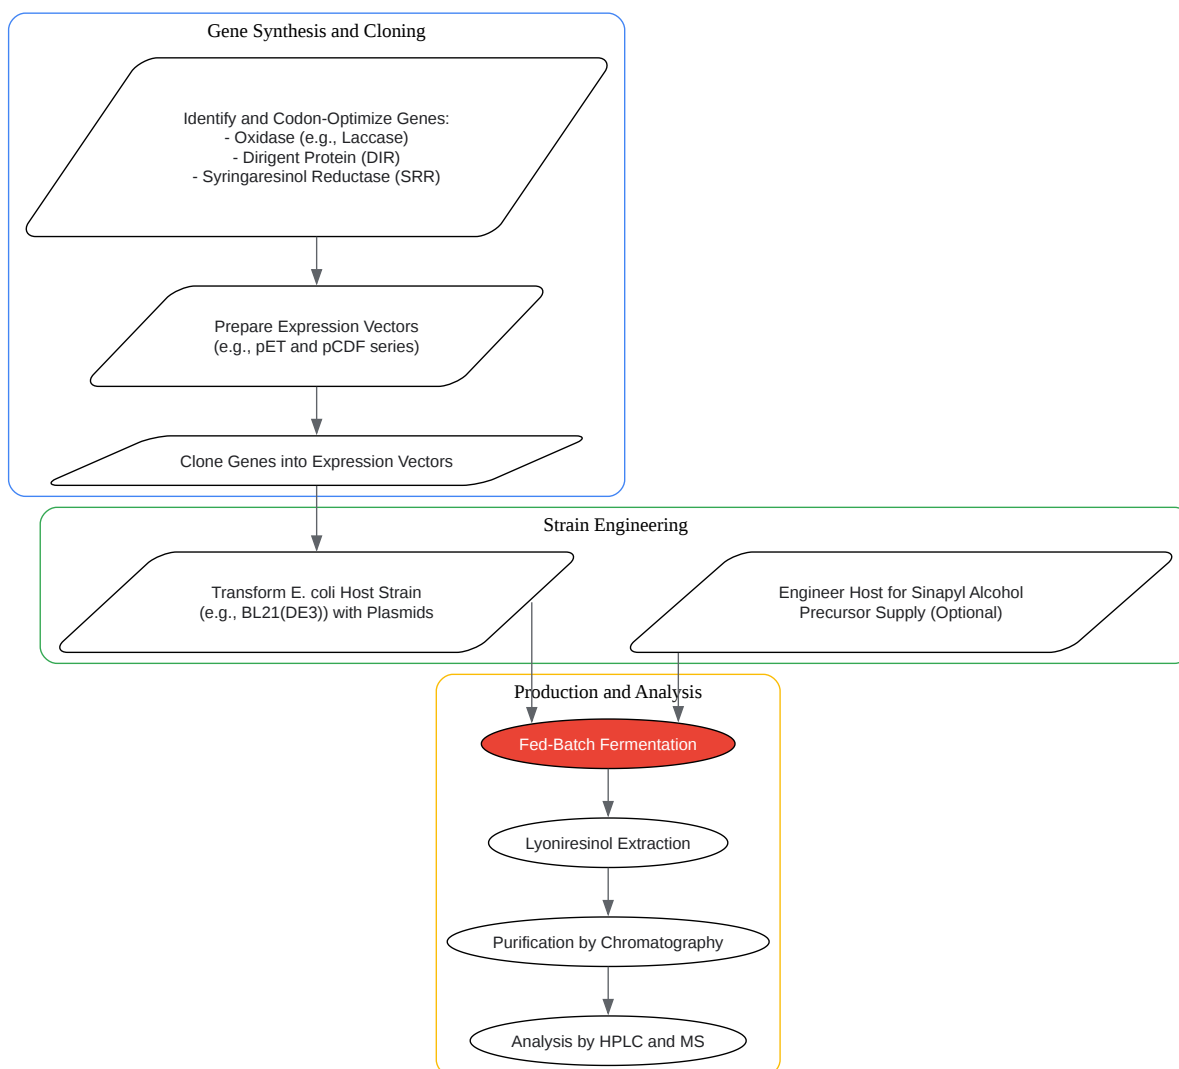 Gene Synthesis and Cloning
Identify and Codon-Optimize Genes:
- Oxidase (e.g., Laccase)
- Dirigent Protein (DIR)
- Syringaresinol Reductase (SRR)
Prepare Expression Vectors
(e.g., pET and pCDF series)
Clone Genes into Expression Vectors
Strain Engineering
Transform E. coli Host Strain
(e.g., BL21(DE3)) with Plasmids
Engineer Host for Sinapyl Alcohol
Precursor Supply (Optional)
Production and Analysis
Fed-Batch Fermentation
Lyoniresinol Extraction
Purification by Chromatography
Analysis by HPLC and MS